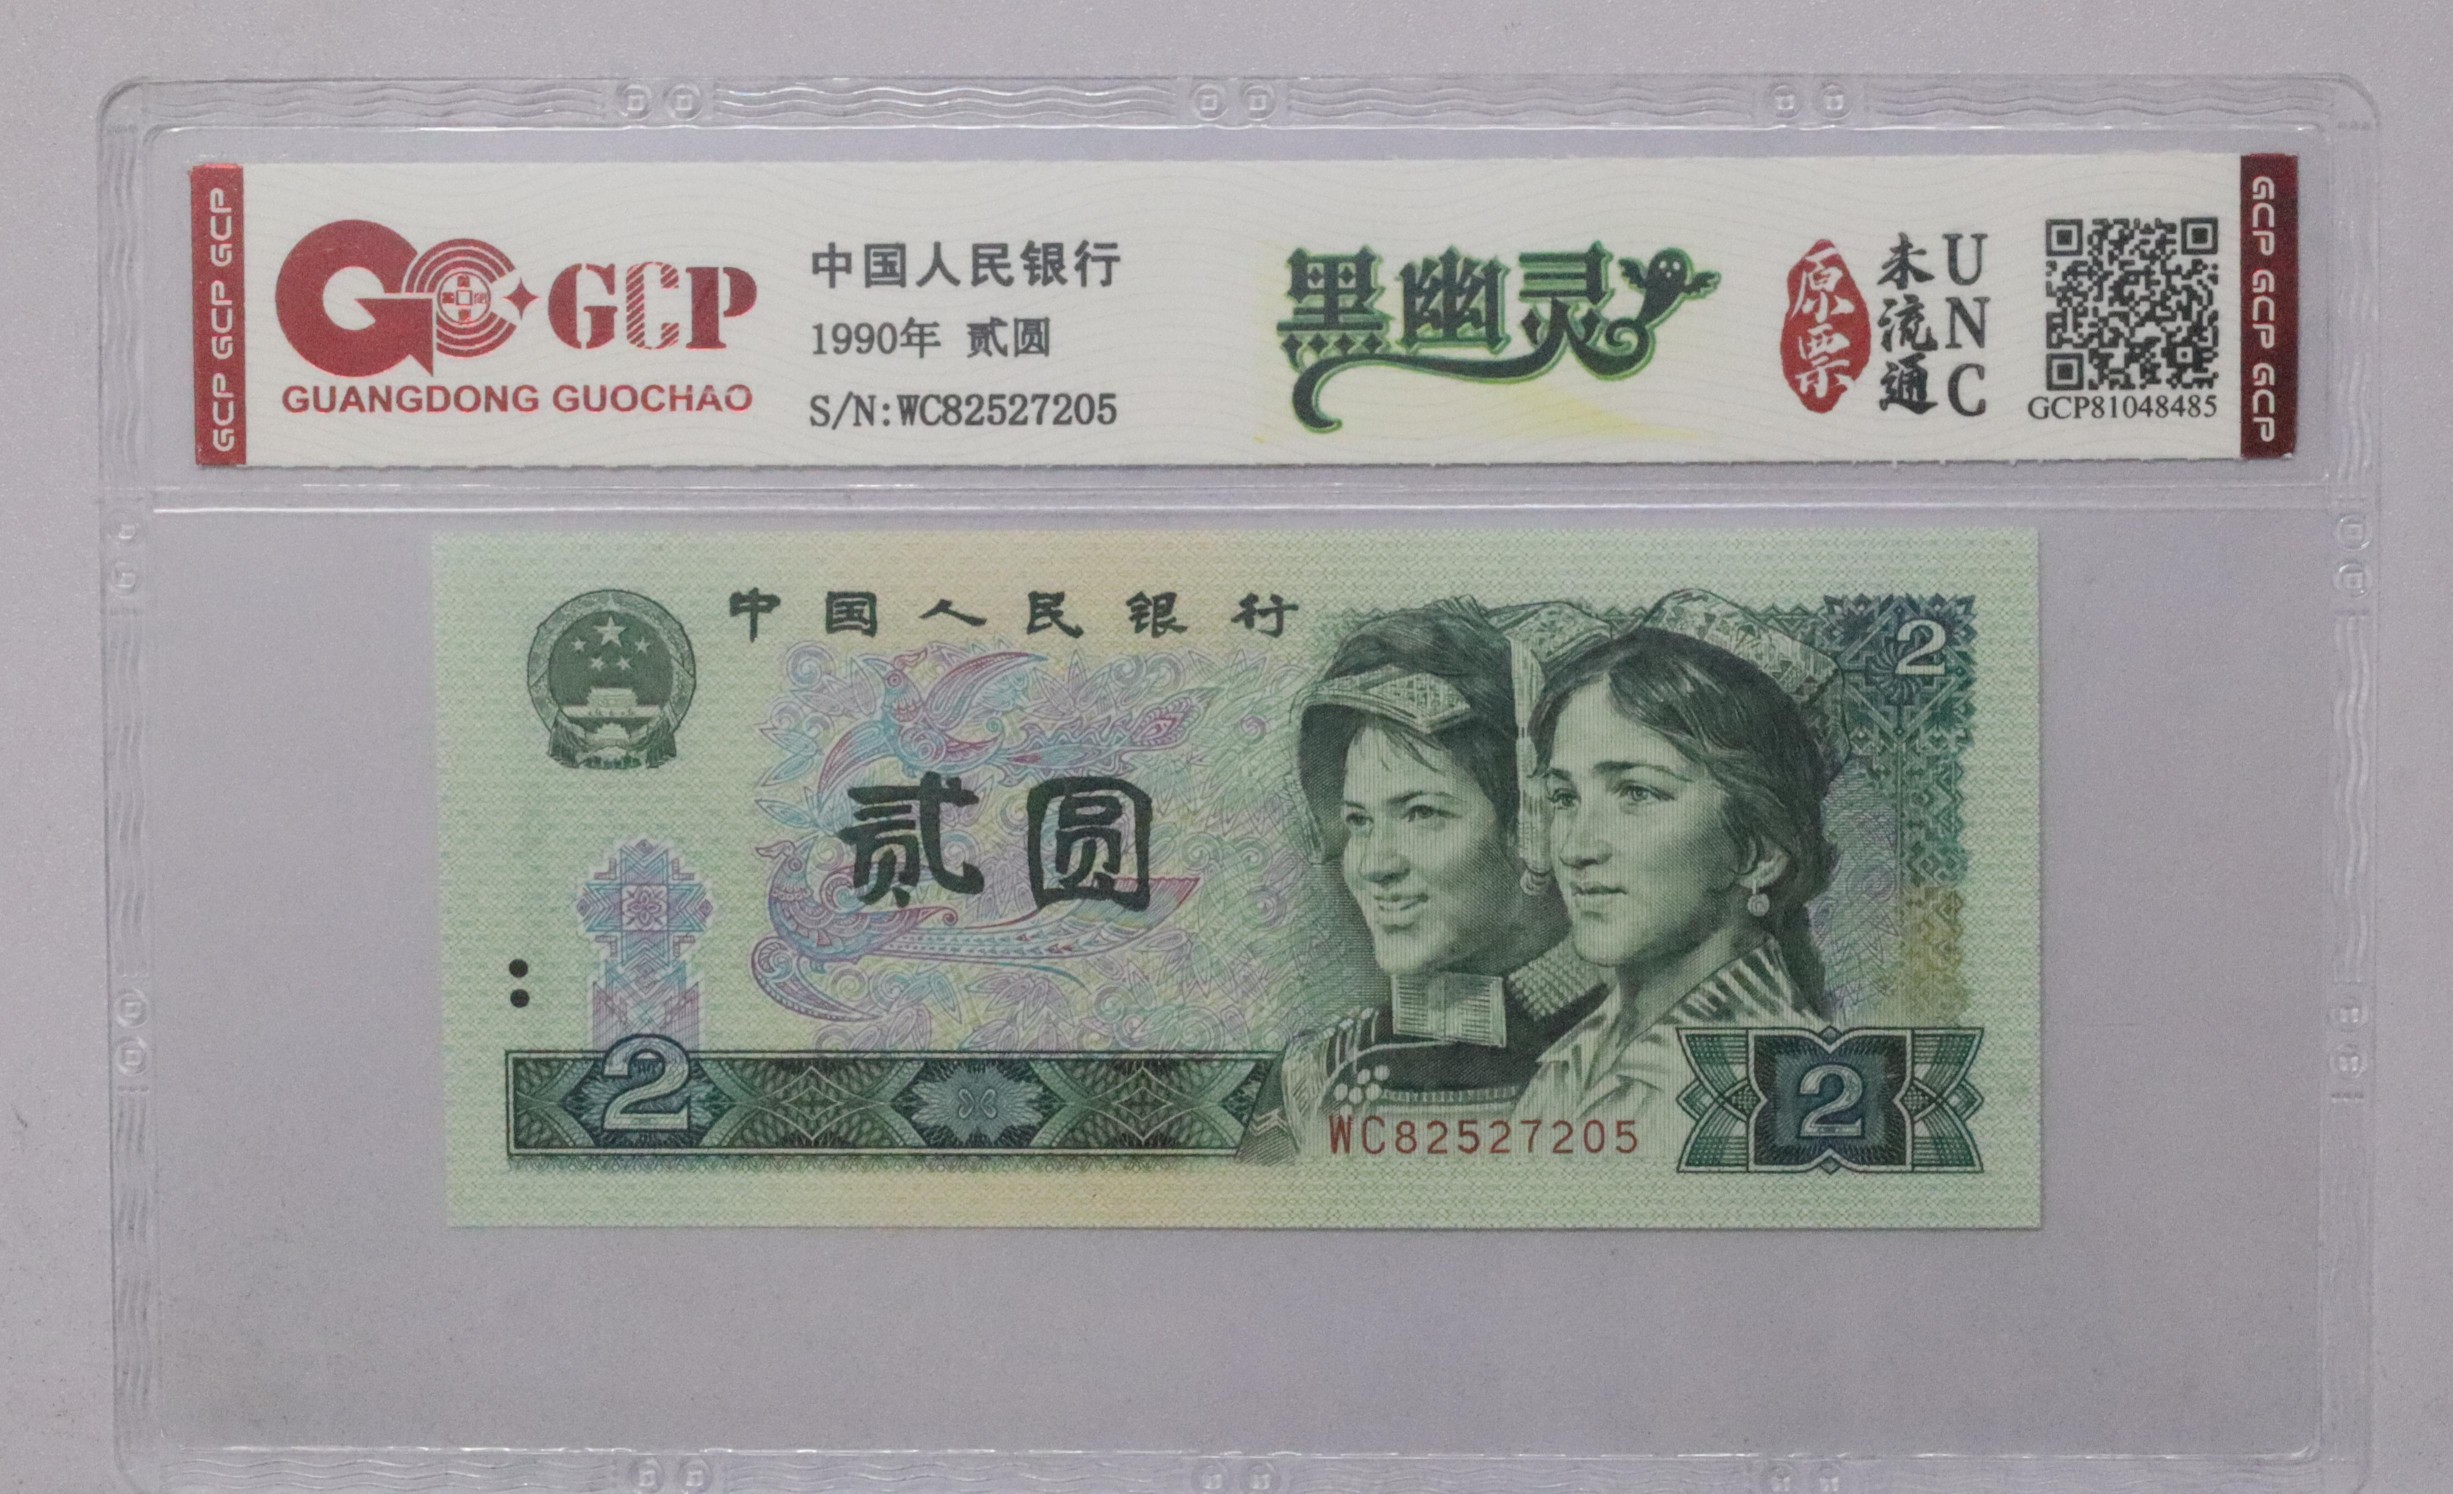 GCP GCP GCP
GCP
GUANGDONG GUOCHAO
中国人民银行
1990年 贰圆
S/N:WC82527205
黑幽灵
原票
未流通
UNC
GCP81048485
GCP GCP GCP
中国人民银行
2
贰圆
2
WC82527205
2